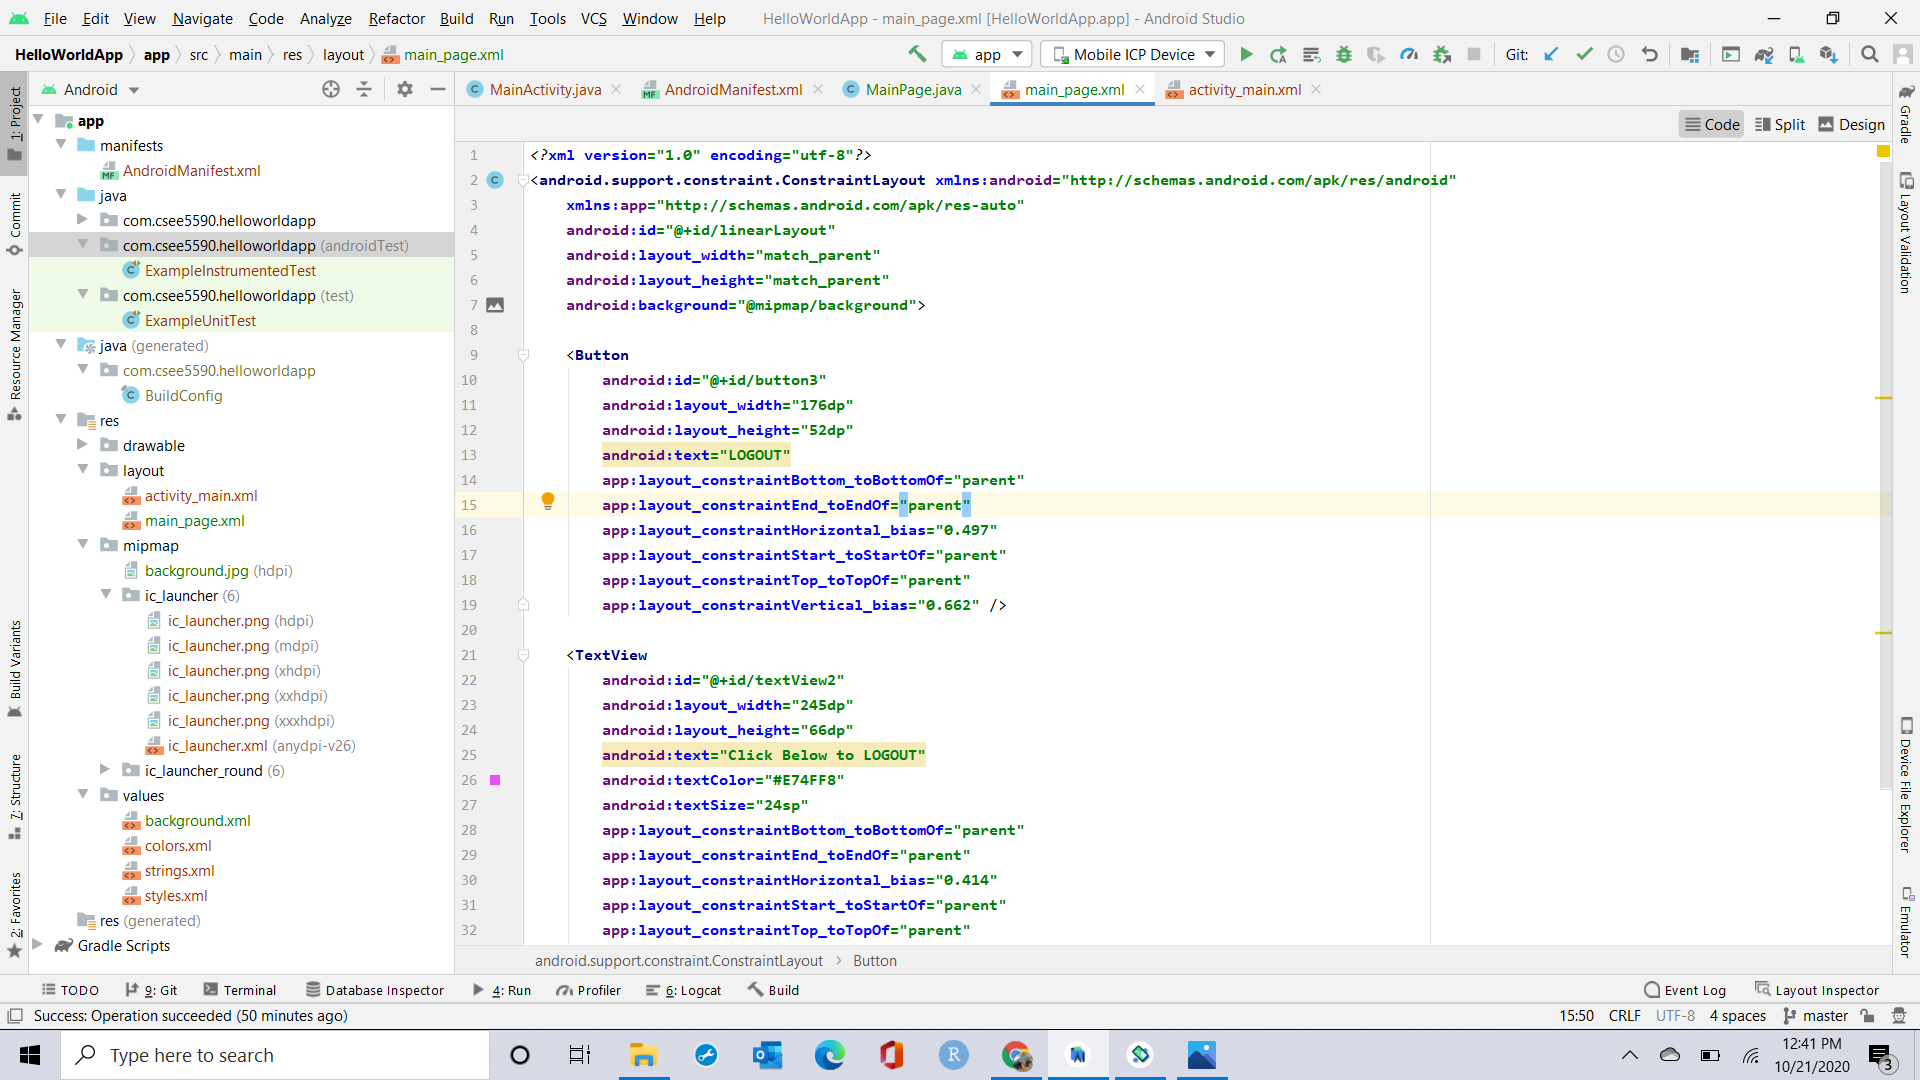 File Edit View Navigate Code Analyze Refactor Build Run Tools VCS Window Help HelloWorldApp - main_page.xml [HelloWorldApp.app] - Android Studio
HelloWorldApp app src main res layout main_page.xml app Mobile ICP Device Git:
Android MainActivity.java AndroidManifest.xml MainPage.java main_page.xml activity_main.xml
Code Split Design
1: Project
Commit
Resource Manager
Build Variants
7: Structure
2: Favorites
app
manifests
AndroidManifest.xml
java
com.csee5590.helloworldapp
com.csee5590.helloworldapp (androidTest)
ExampleInstrumentedTest
com.csee5590.helloworldapp (test)
ExampleUnitTest
java (generated)
com.csee5590.helloworldapp
BuildConfig
res
drawable
layout
activity_main.xml
main_page.xml
mipmap
background.jpg (hdpi)
ic_launcher (6)
ic_launcher.png (hdpi)
ic_launcher.png (mdpi)
ic_launcher.png (xhdpi)
ic_launcher.png (xxhdpi)
ic_launcher.png (xxxhdpi)
ic_launcher.xml (anydpi-v26)
ic_launcher_round (6)
values
background.xml
colors.xml
strings.xml
styles.xml
res (generated)
Gradle Scripts
1 <?xml version="1.0" encoding="utf-8"?>
2 <android.support.constraint.ConstraintLayout xmlns:android="http://schemas.android.com/apk/res/android"
3 xmlns:app="http://schemas.android.com/apk/res-auto"
4 android:id="@+id/linearLayout"
5 android:layout_width="match_parent"
6 android:layout_height="match_parent"
7 android:background="@mipmap/background">
8
9 <Button
10 android:id="@+id/button3"
11 android:layout_width="176dp"
12 android:layout_height="52dp"
13 android:text="LOGOUT"
14 app:layout_constraintBottom_toBottomOf="parent"
15 app:layout_constraintEnd_toEndOf="parent"
16 app:layout_constraintHorizontal_bias="0.497"
17 app:layout_constraintStart_toStartOf="parent"
18 app:layout_constraintTop_toTopOf="parent"
19 app:layout_constraintVertical_bias="0.662" />
20
21 <TextView
22 android:id="@+id/textView2"
23 android:layout_width="245dp"
24 android:layout_height="66dp"
25 android:text="Click Below to LOGOUT"
26 android:textColor="#E74FF8"
27 android:textSize="24sp"
28 app:layout_constraintBottom_toBottomOf="parent"
29 app:layout_constraintEnd_toEndOf="parent"
30 app:layout_constraintHorizontal_bias="0.414"
31 app:layout_constraintStart_toStartOf="parent"
32 app:layout_constraintTop_toTopOf="parent"
android.support.constraint.ConstraintLayout Button
Gradle
Layout Validation
Device File Explorer
Emulator
TODO 9: Git Terminal Database Inspector 4: Run Profiler 6: Logcat Build Event Log Layout Inspector
Success: Operation succeeded (50 minutes ago) 15:50 CRLF UTF-8 4 spaces master
Type here to search
12:41 PM
10/21/2020
3